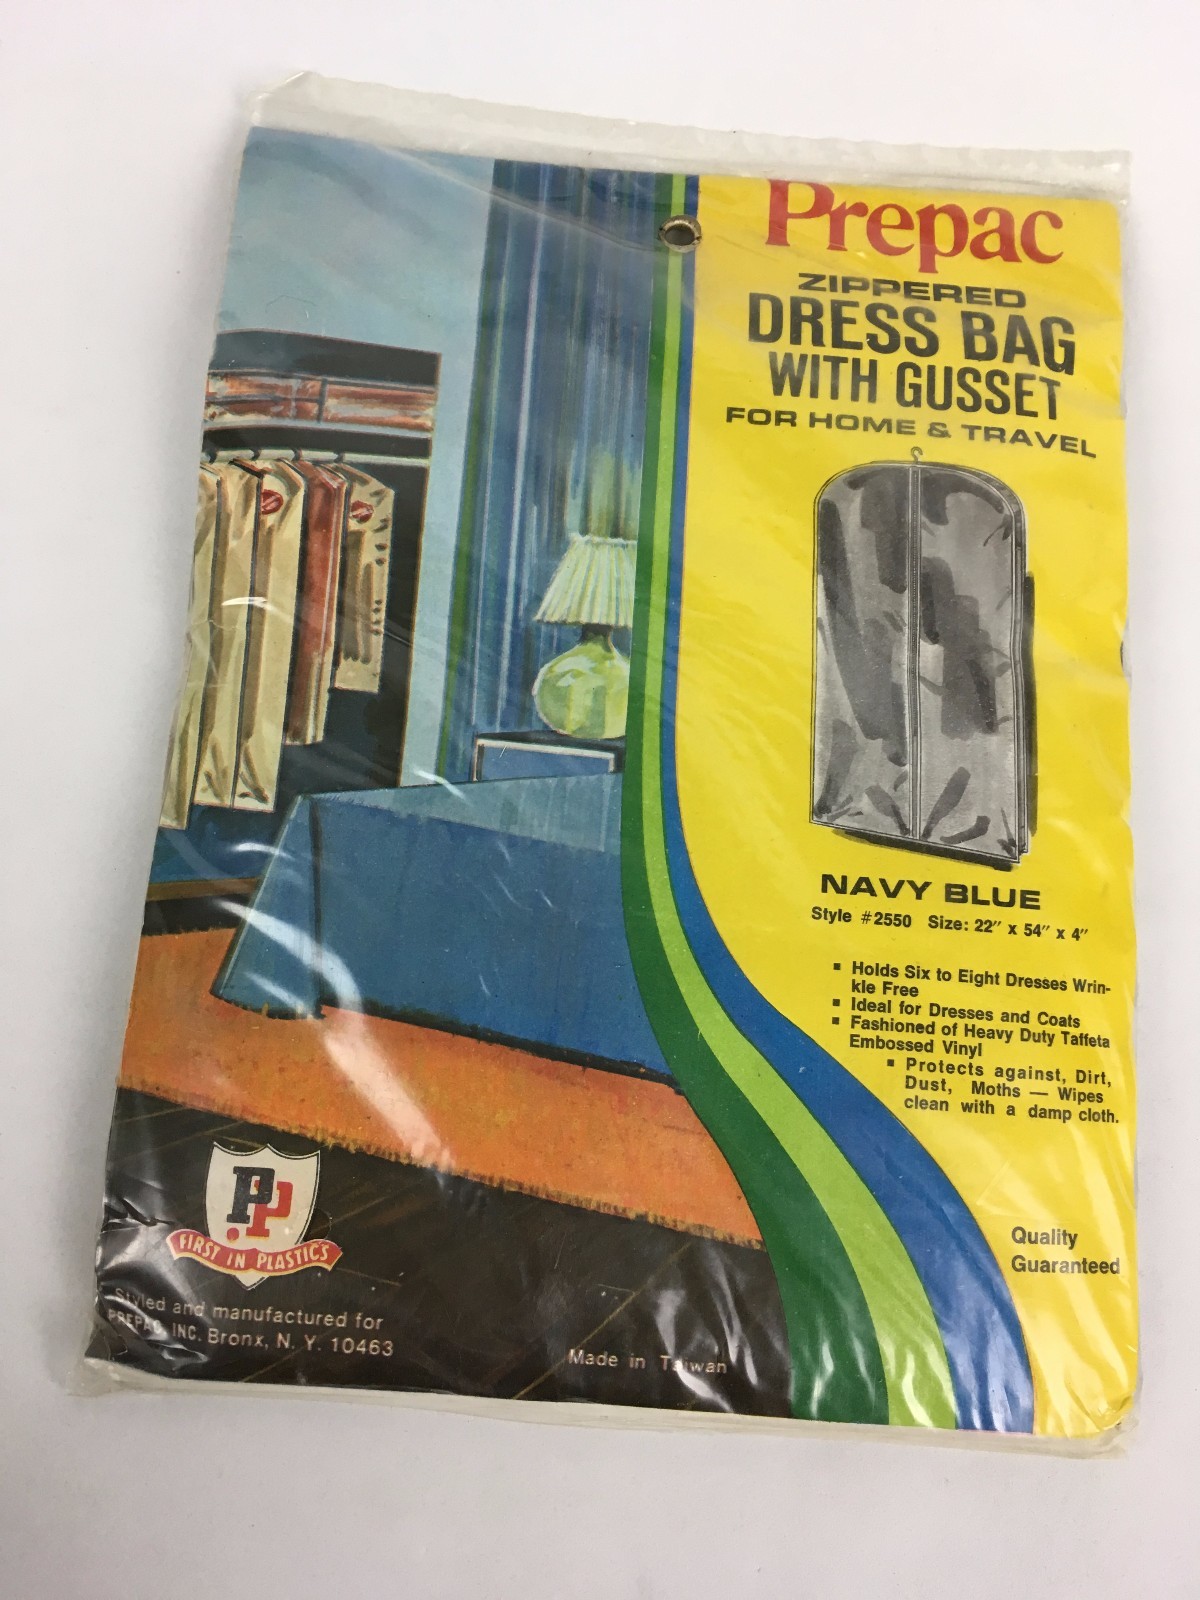 Prepac
ZIPPERED
DRESS BAG
WITH GUSSET
FOR HOME & TRAVEL
NAVY BLUE
Style #2550 Size: 22" x 54" x 4"
▪ Holds Six to Eight Dresses Wrin-
kle Free
▪ Ideal for Dresses and Coats
▪ Fashioned of Heavy Duty Taffeta
Embossed Vinyl
▪ Protects against, Dirt,
Dust, Moths — Wipes
clean with a damp cloth.
Quality
Guaranteed
PP
FIRST IN PLASTICS
Styled and manufactured for
PREPAC, INC. Bronx, N. Y. 10463
Made in Taiwan